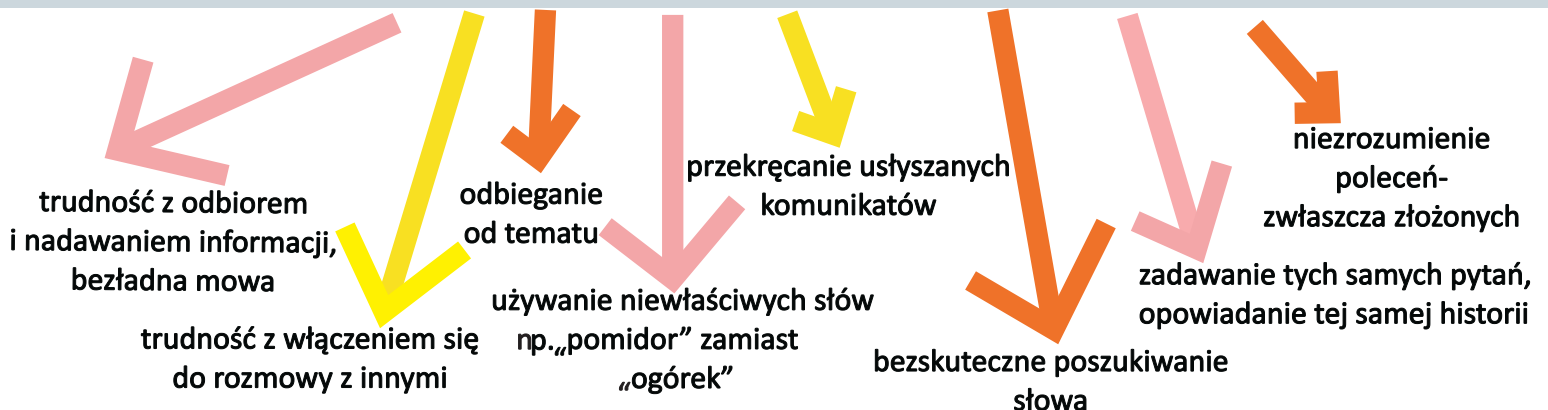 trudność z odbiorem
i nadawaniem informacji,
bezładna mowa
trudność z włączeniem się
do rozmowy z innymi
odbieganie
od tematu
używanie niewłaściwych słów
np.„pomidor” zamiast
„ogórek”
przekręcanie usłyszanych
komunikatów
bezskuteczne poszukiwanie
słowa
zadawanie tych samych pytań,
opowiadanie tej samej historii
niezrozumienie
poleceń-
zwłaszcza złożonych